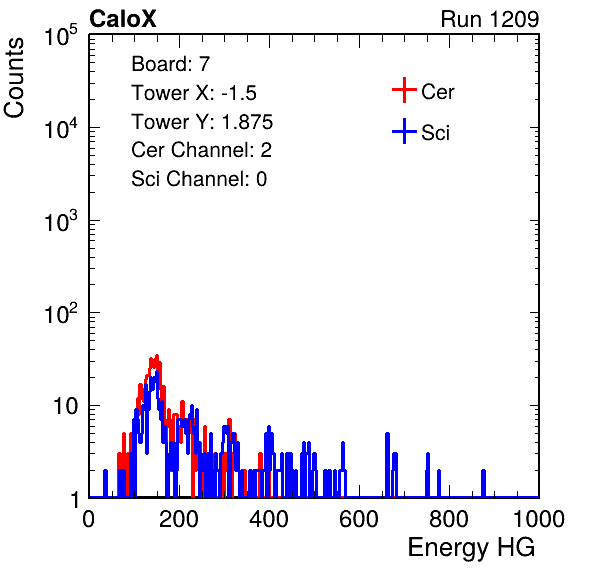 CaloX Run 1209
Counts
10^5
10^4
10^3
10^2
10
1
Board: 7
Tower X: -1.5
Tower Y: 1.875
Cer Channel: 2
Sci Channel: 0
Cer
Sci
0 200 400 600 800 1000
Energy HG